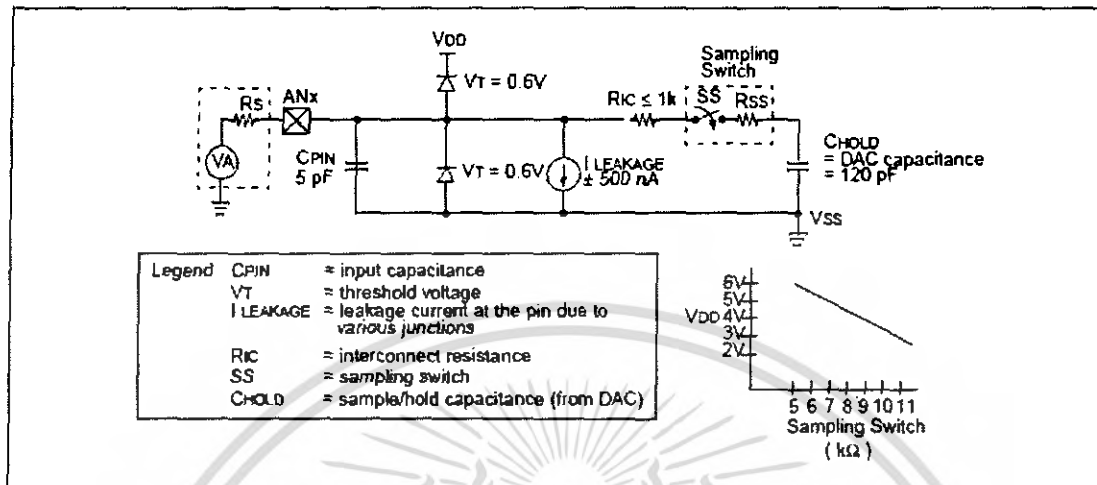 VDD
Sampling
Switch
VT = 0.6V
RIC ≤ 1k
SS
RSS
RS
ANx
VA
CPIN
5 pF
VT = 0.6V
I LEAKAGE
± 500 nA
CHOLD
= DAC capacitance
= 120 pF
VSS
Legend CPIN = input capacitance
VT = threshold voltage
I LEAKAGE = leakage current at the pin due to
various junctions
RIC = interconnect resistance
SS = sampling switch
CHOLD = sample/hold capacitance (from DAC)
6V
5V
VDD 4V
3V
2V
5 6 7 8 9 10 11
Sampling Switch
( kΩ )